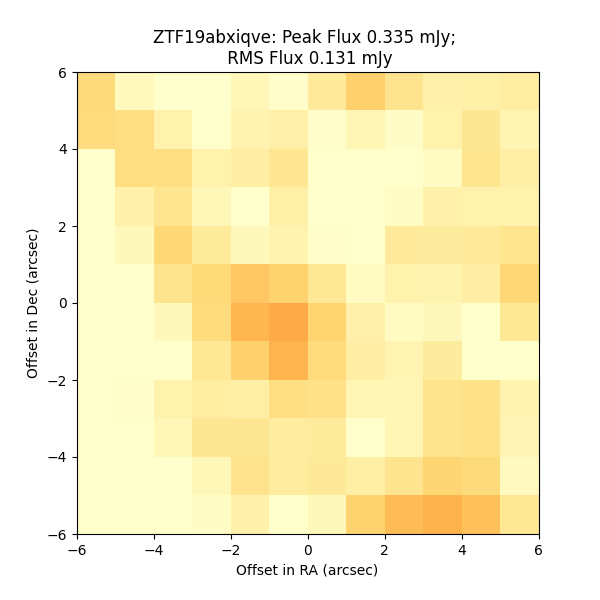 ZTF19abxiqve: Peak Flux 0.335 mJy;
RMS Flux 0.131 mJy
6
4
2
0
−2
−4
−6
Offset in Dec (arcsec)
−6 −4 −2 0 2 4 6
Offset in RA (arcsec)